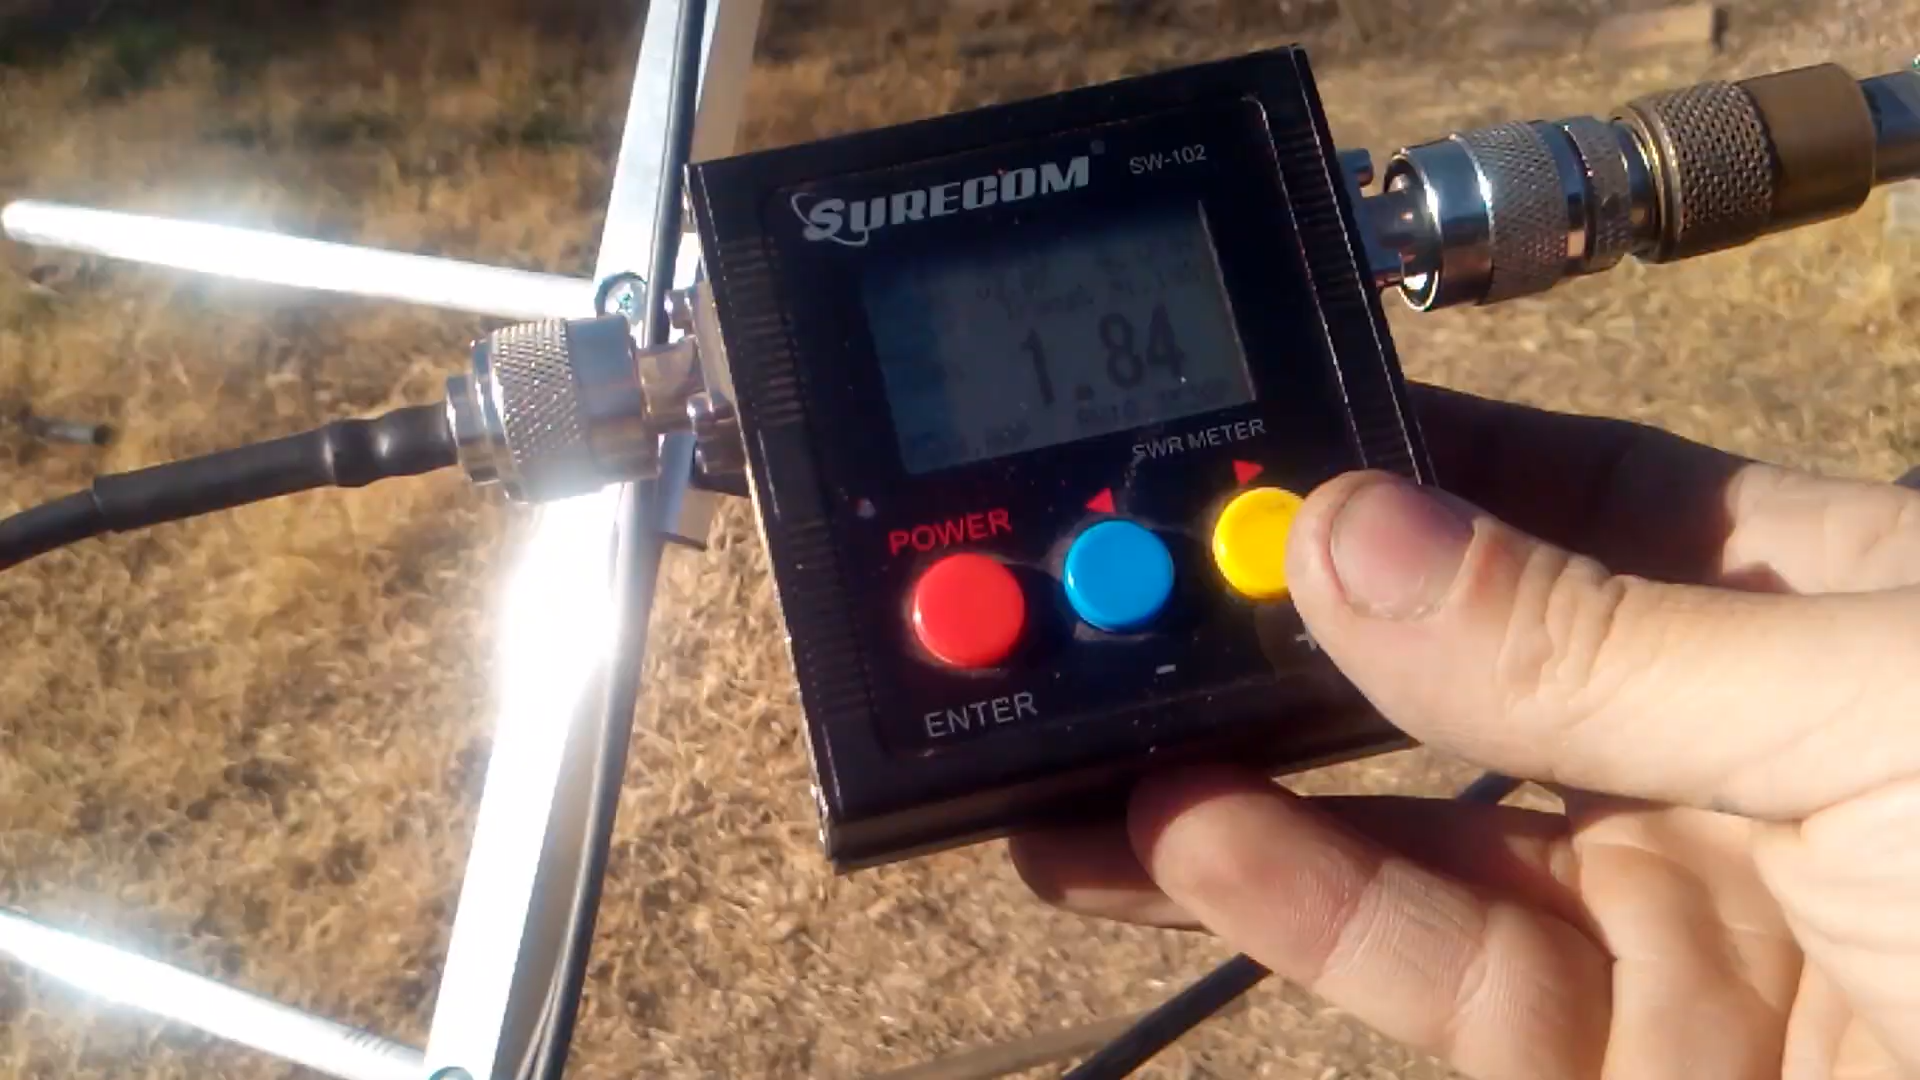 SURECOM® SW-102
1.84
SWR METER
POWER
-
+
ENTER